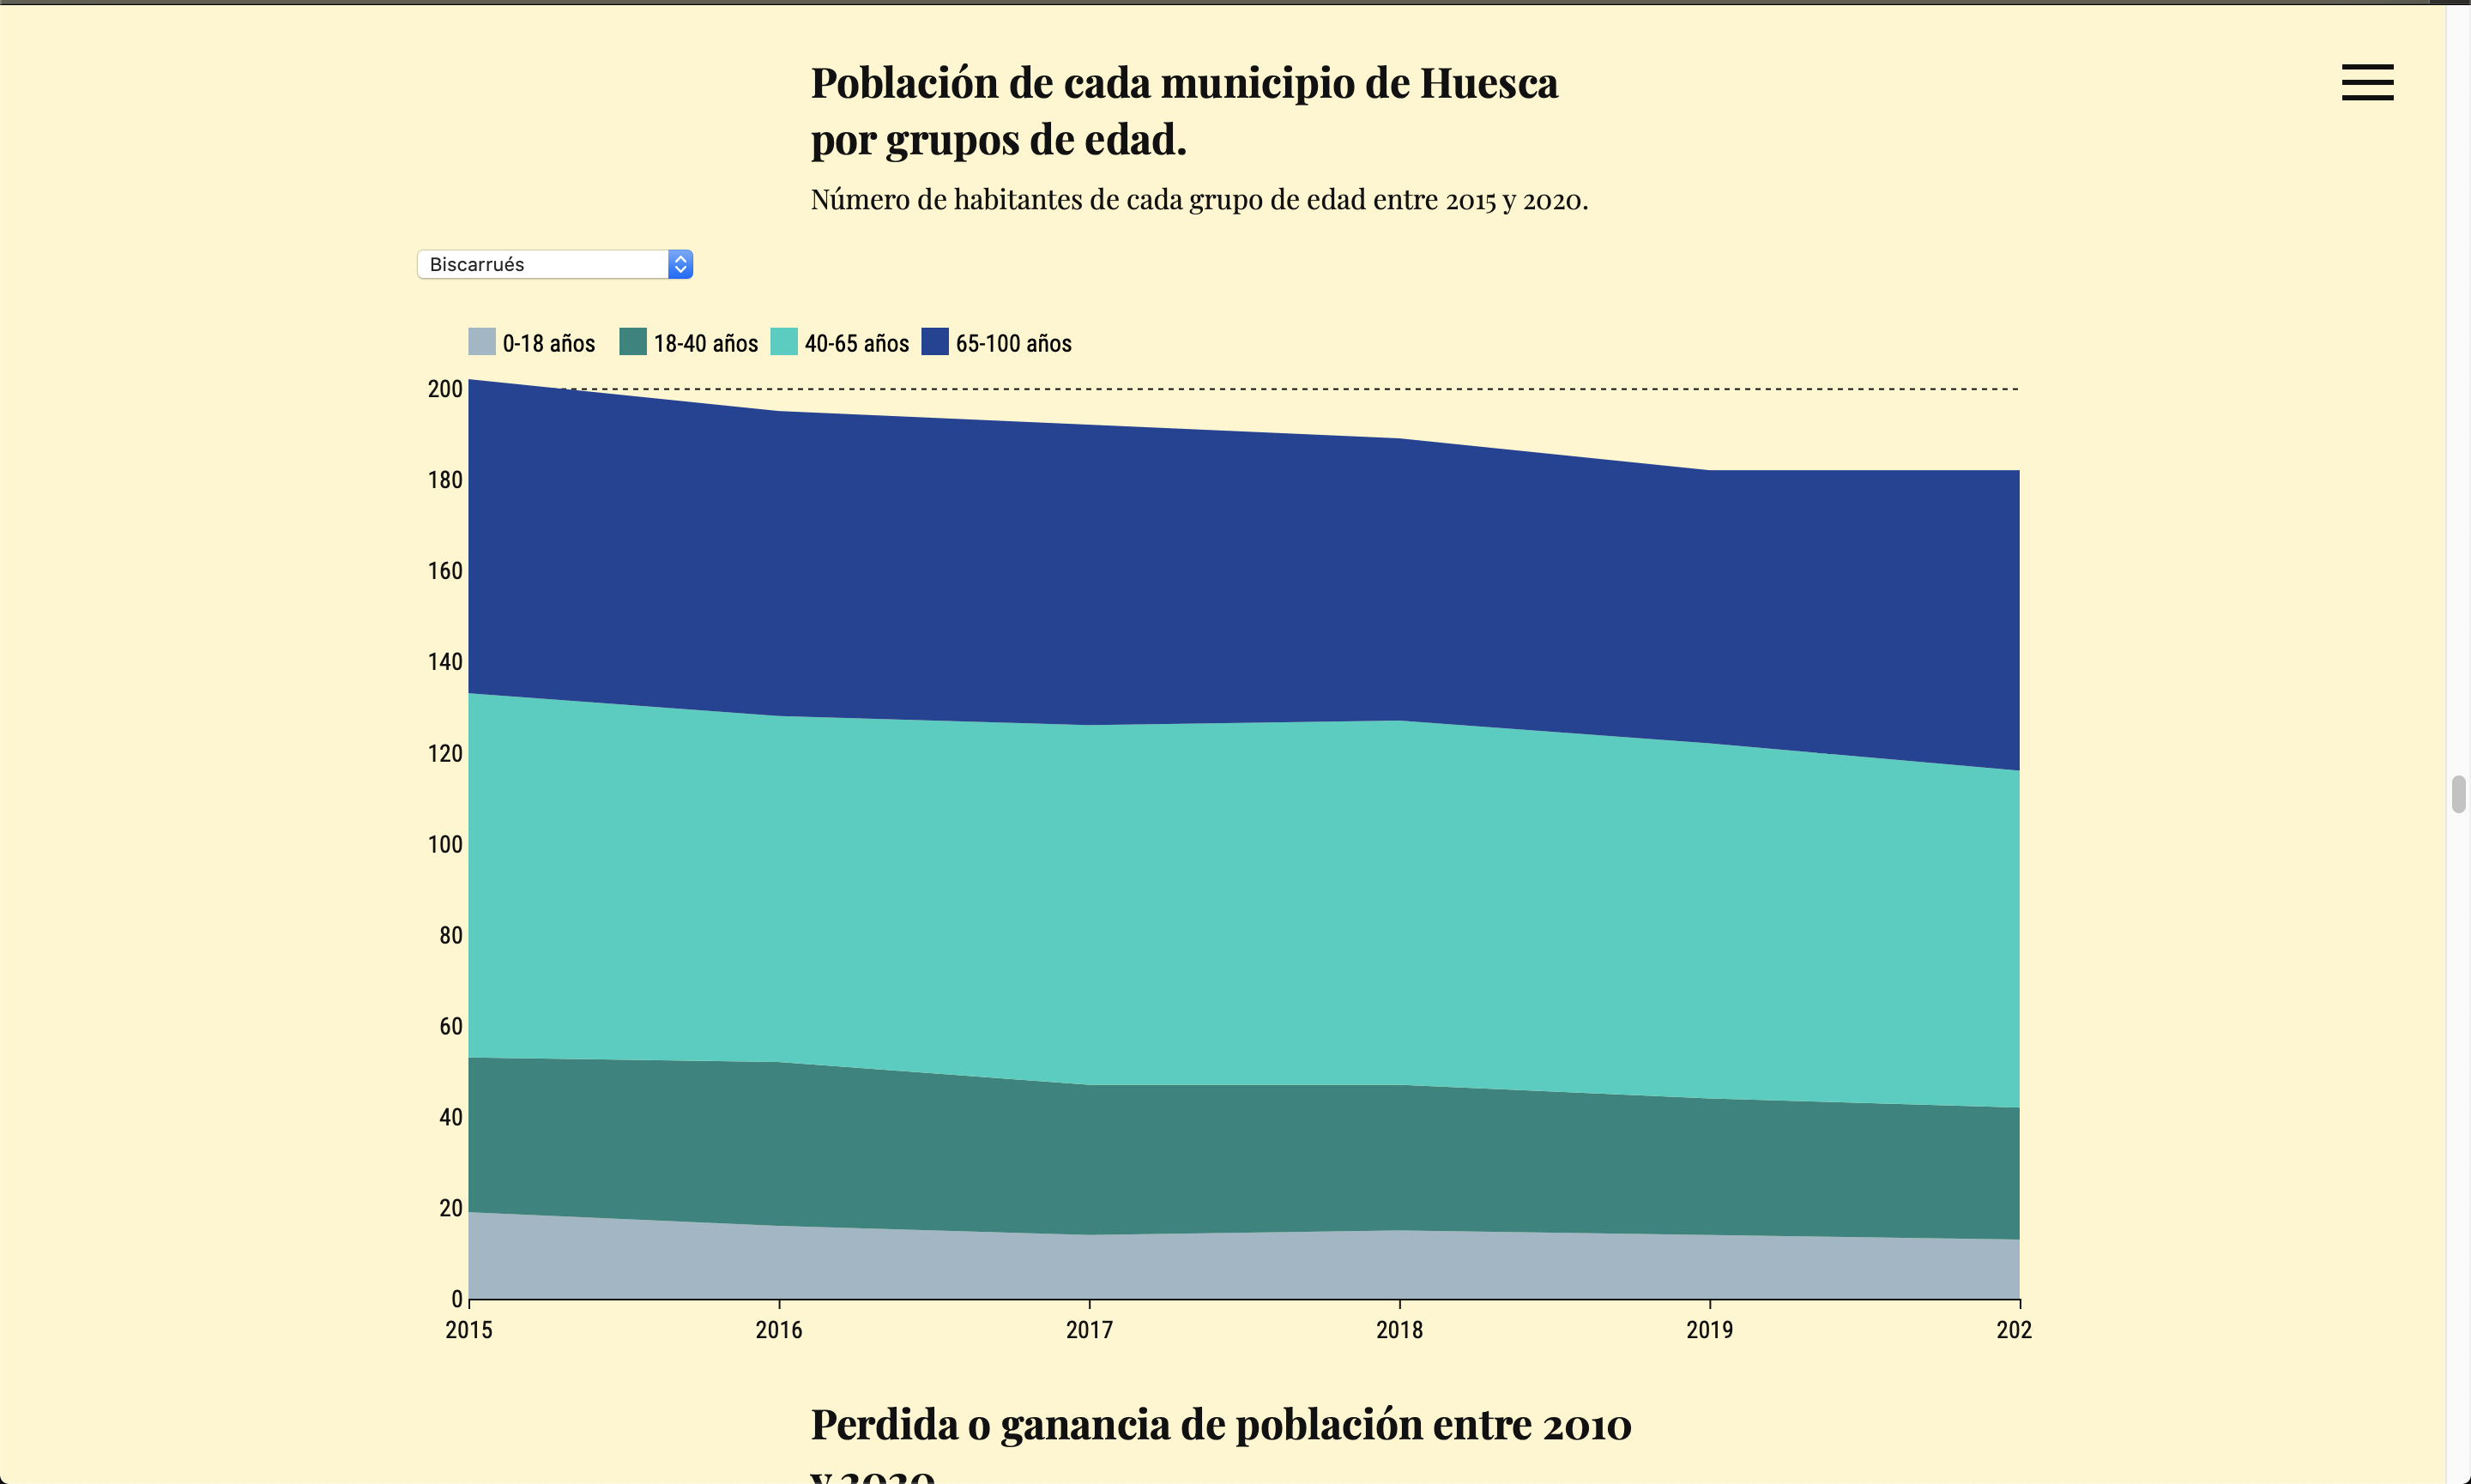 Población de cada municipio de Huesca
por grupos de edad.
Número de habitantes de cada grupo de edad entre 2015 y 2020.
Biscarrués
0-18 años 18-40 años 40-65 años 65-100 años
200
180
160
140
120
100
80
60
40
20
0
2015 2016 2017 2018 2019 202
Perdida o ganancia de población entre 2010
y 2020